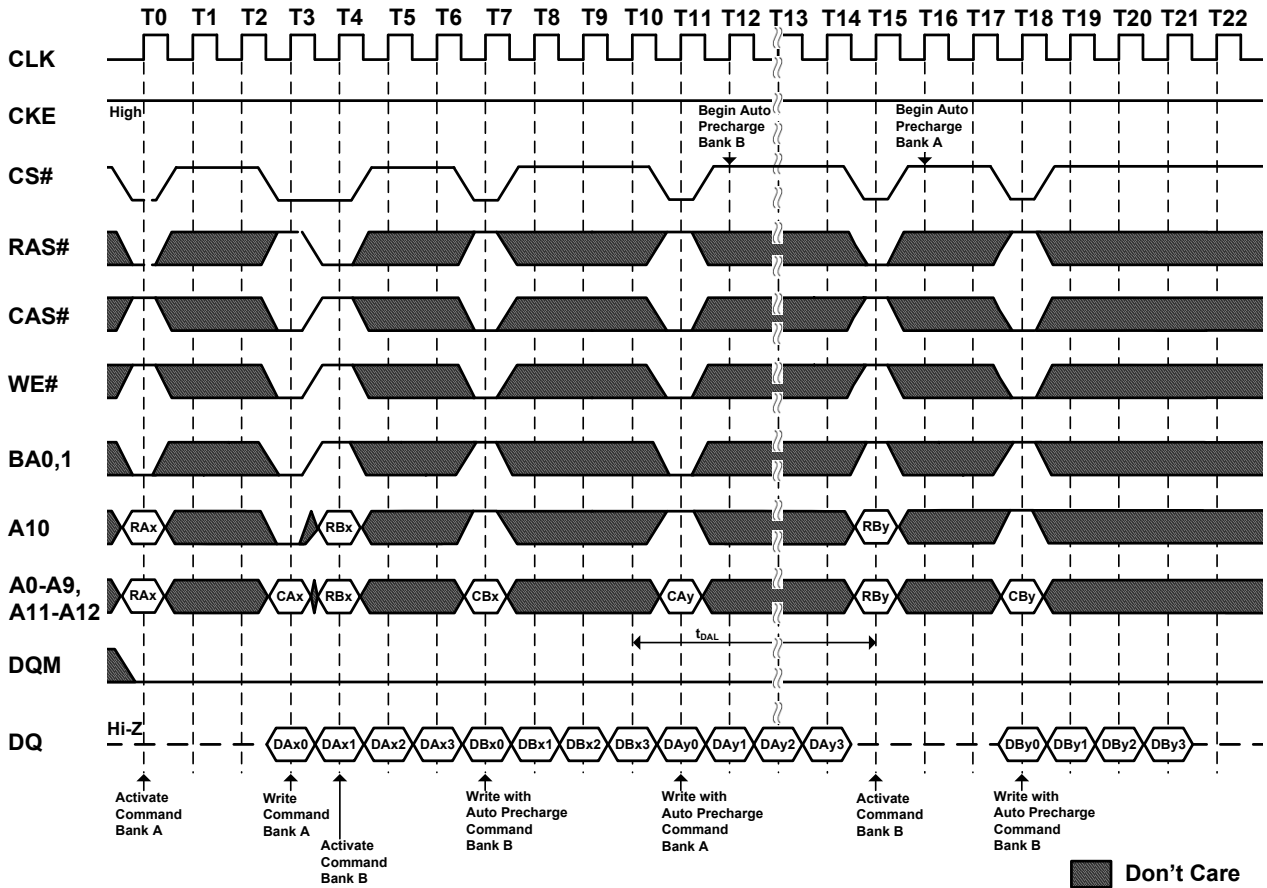 T0 T1 T2 T3 T4 T5 T6 T7 T8 T9 T10 T11 T12 T13 T14 T15 T16 T17 T18 T19 T20 T21 T22
CLK
CKE
High
Begin Auto
Precharge
Bank B
Begin Auto
Precharge
Bank A
CS#
RAS#
CAS#
WE#
BA0,1
A10
RAx RBx RBy
A0-A9,
A11-A12
RAx CAx RBx CBx CAy RBy CBy
tDAL
DQM
Hi-Z
DQ
DAx0 DAx1 DAx2 DAx3 DBx0 DBx1 DBx2 DBx3 DAy0 DAy1 DAy2 DAy3 DBy0 DBy1 DBy2 DBy3
Activate
Command
Bank A
Write
Command
Bank A
Activate
Command
Bank B
Write with
Auto Precharge
Command
Bank B
Write with
Auto Precharge
Command
Bank A
Activate
Command
Bank B
Write with
Auto Precharge
Command
Bank B
Don't Care